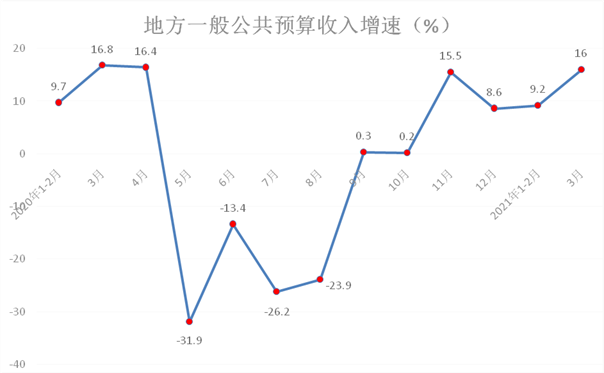 地方一般公共预算收入增速（%）
20
10
0
-10
-20
-30
-40
9.7
16.8
16.4
-31.9
-13.4
-26.2
-23.9
0.3
0.2
15.5
8.6
9.2
16
2020年1-2月
3月
4月
5月
6月
7月
8月
9月
10月
11月
12月
2021年1-2月
3月